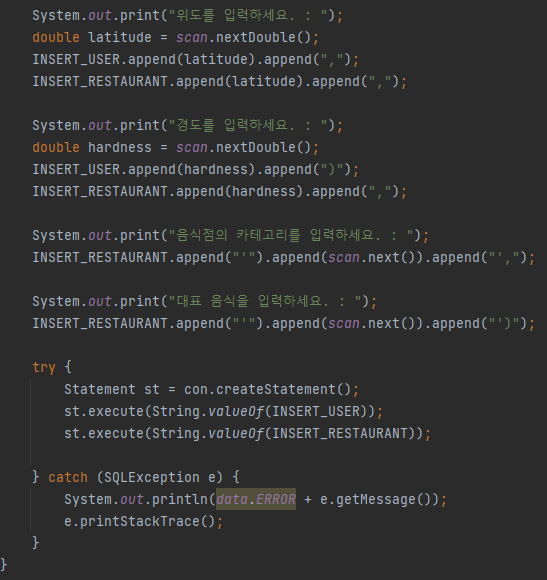 System.out.print("위도를 입력하세요. : ");
double latitude = scan.nextDouble();
INSERT_USER.append(latitude).append(",");
INSERT_RESTAURANT.append(latitude).append(",");
System.out.print("경도를 입력하세요. : ");
double hardness = scan.nextDouble();
INSERT_USER.append(hardness).append(")");
INSERT_RESTAURANT.append(hardness).append(",");
System.out.print("음식점의 카테고리를 입력하세요. : ");
INSERT_RESTAURANT.append("'").append(scan.next()).append("',");
System.out.print("대표 음식을 입력하세요. : ");
INSERT_RESTAURANT.append("'").append(scan.next()).append("')");
try {
Statement st = con.createStatement();
st.execute(String.valueOf(INSERT_USER));
st.execute(String.valueOf(INSERT_RESTAURANT));
} catch (SQLException e) {
System.out.println(data.ERROR + e.getMessage());
e.printStackTrace();
}
}